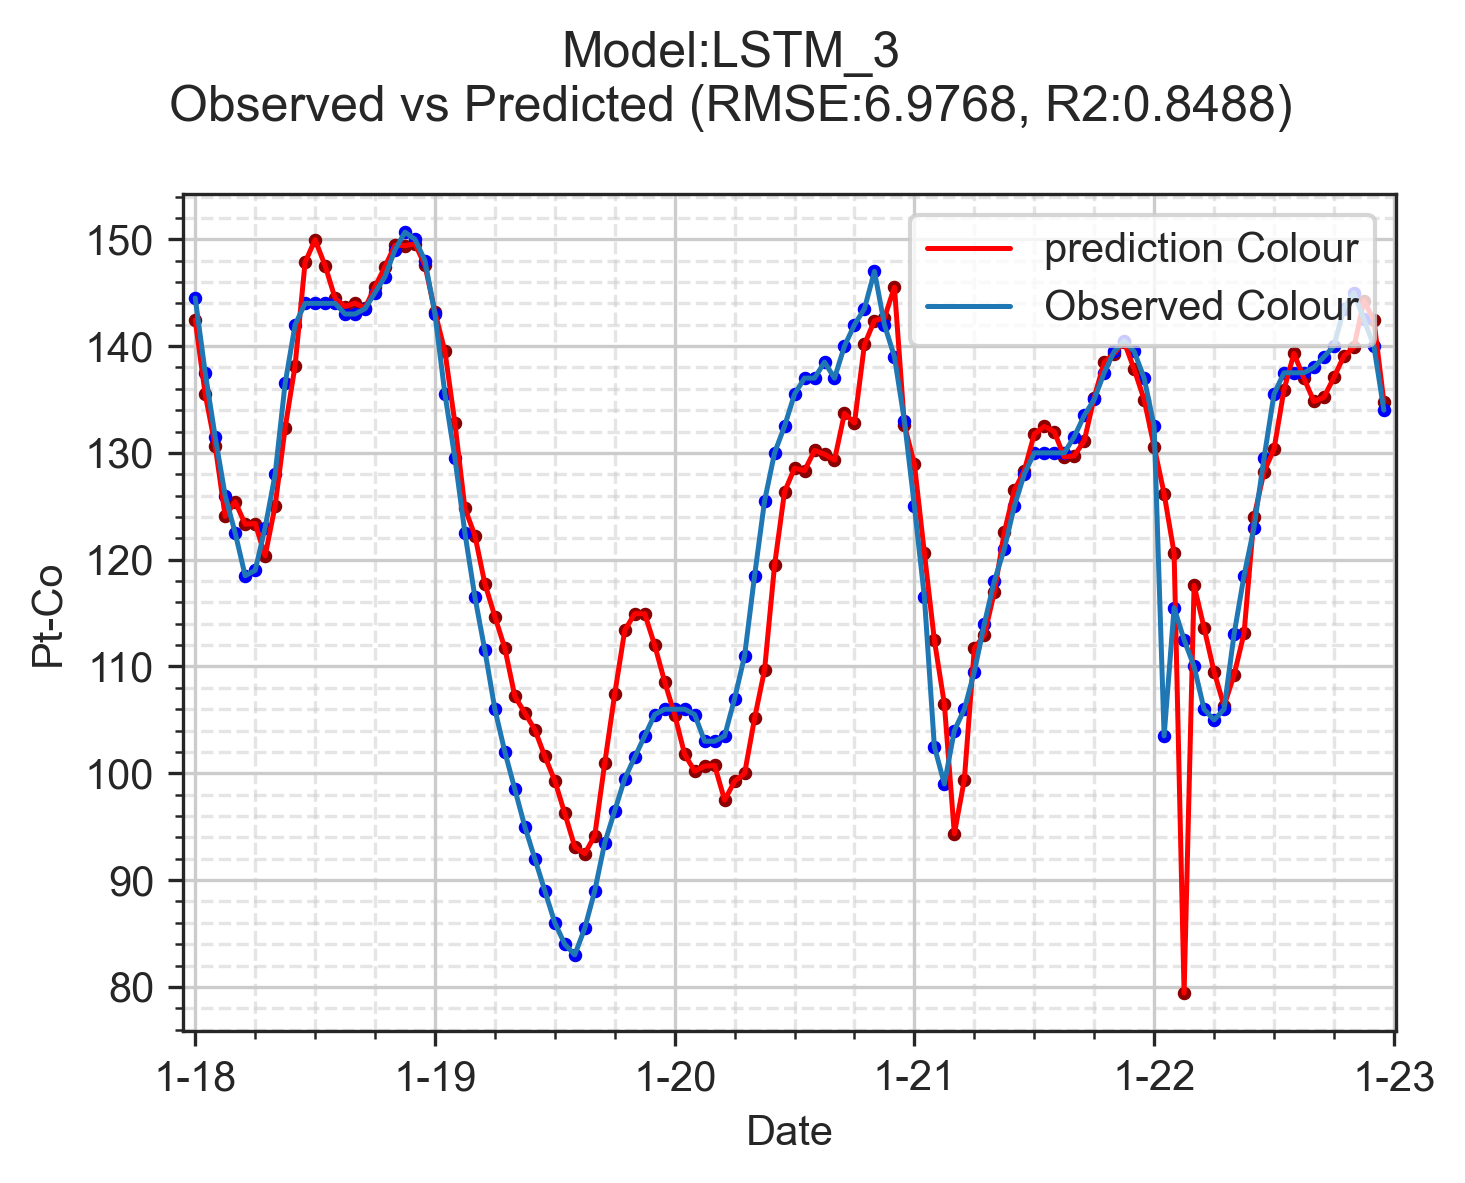 Model:LSTM_3
Observed vs Predicted (RMSE:6.9768, R2:0.8488)
prediction Colour
Observed Colour
150
140
130
120
110
100
90
80
Pt-Co
1-18 1-19 1-20 1-21 1-22 1-23
Date